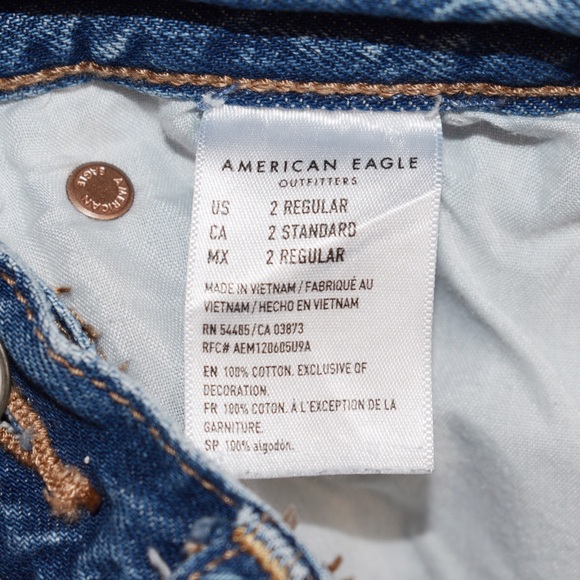 AMERICAN EAGLE
OUTFITTERS
US 2 REGULAR
CA 2 STANDARD
MX 2 REGULAR
MADE IN VIETNAM / FABRIQUÉ AU
VIETNAM / HECHO EN VIETNAM
RN 54485 / CA 03873
RFC# AEM120605U9A
EN 100% COTTON. EXCLUSIVE OF
DECORATION.
FR 100% COTON. À L'EXCEPTION DE LA
GARNITURE.
SP 100% algodón.
AMERICAN
EAGLE